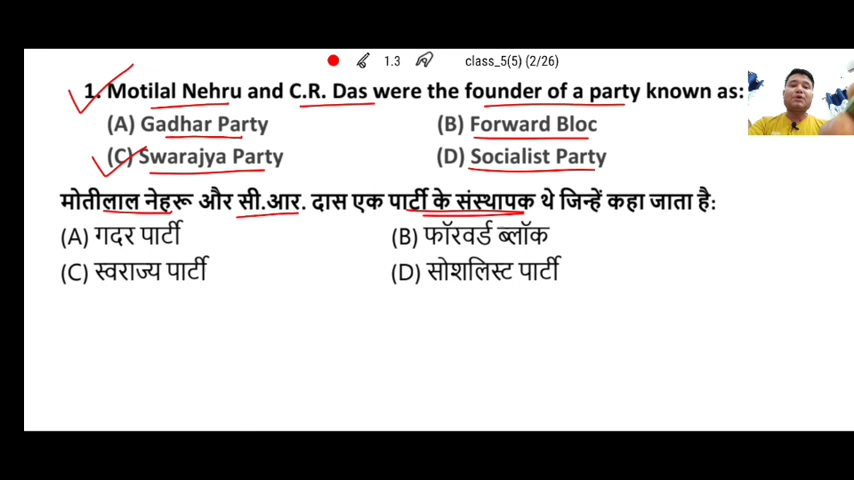 1.3 class_5(5) (2/26)
1. Motilal Nehru and C.R. Das were the founder of a party known as:
(A) Gadhar Party (B) Forward Bloc
(C) Swarajya Party (D) Socialist Party
मोतीलाल नेहरू और सी.आर. दास एक पार्टी के संस्थापक थे जिन्हें कहा जाता है:
(A) गदर पार्टी (B) फॉरवर्ड ब्लॉक
(C) स्वराज्य पार्टी (D) सोशलिस्ट पार्टी